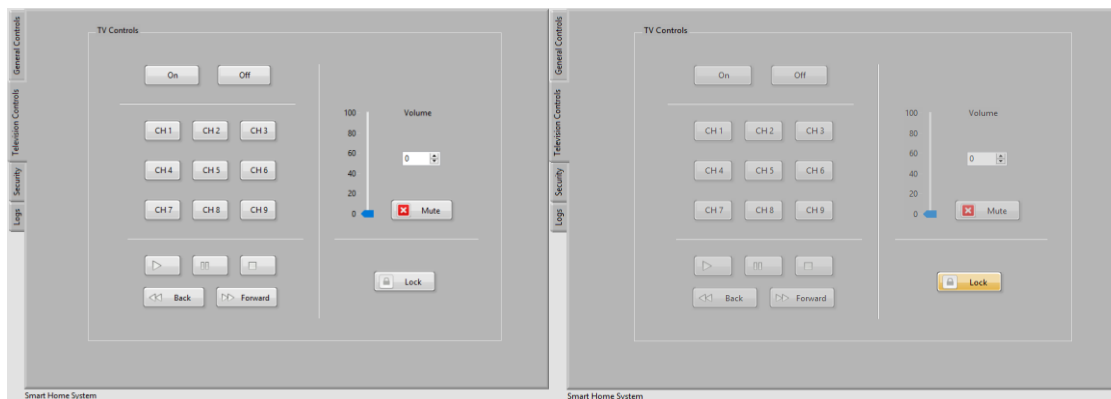 General Controls
Television Controls
Security
Logs
TV Controls
On Off
CH 1 CH 2 CH 3
CH 4 CH 5 CH 6
CH 7 CH 8 CH 9
Back Forward
100 Volume
80
60 0
40
20
0 Mute
Lock
Smart Home System
General Controls
Television Controls
Security
Logs
TV Controls
On Off
CH 1 CH 2 CH 3
CH 4 CH 5 CH 6
CH 7 CH 8 CH 9
Back Forward
100 Volume
80
60 0
40
20
0 Mute
Lock
Smart Home System